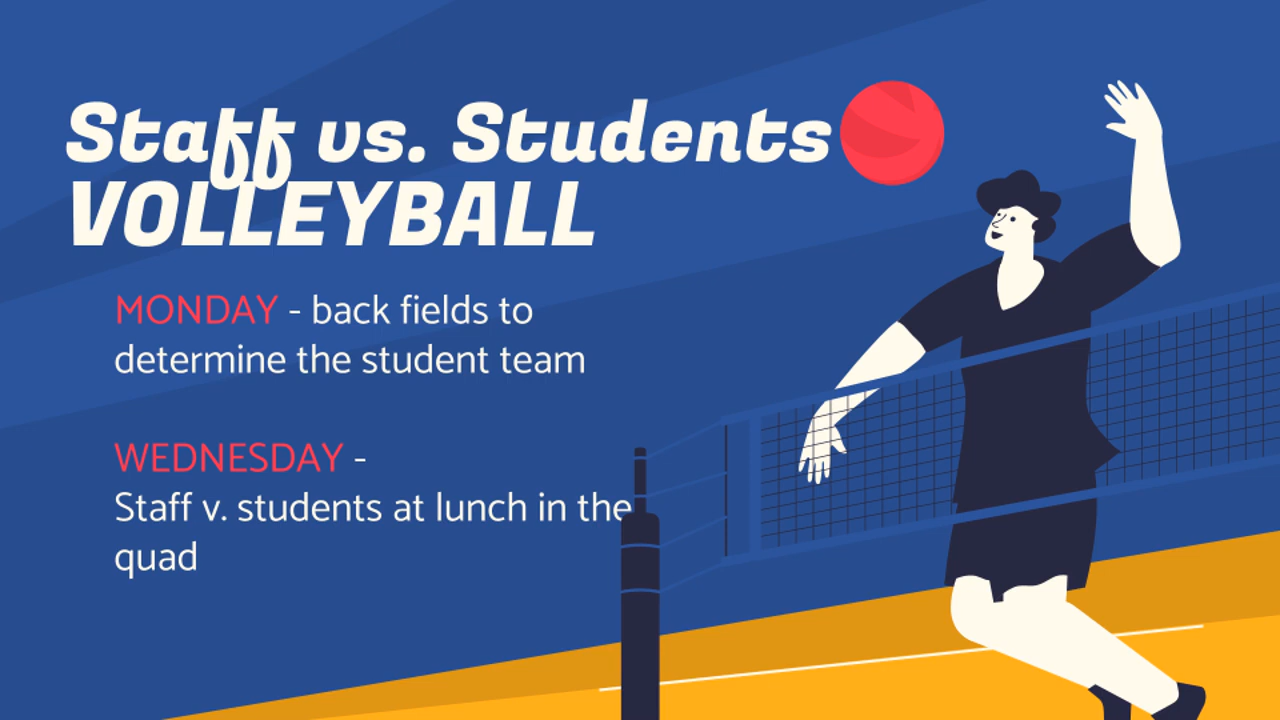 Staff vs. Students
VOLLEYBALL
MONDAY - back fields to
determine the student team
WEDNESDAY -
Staff v. students at lunch in the
quad